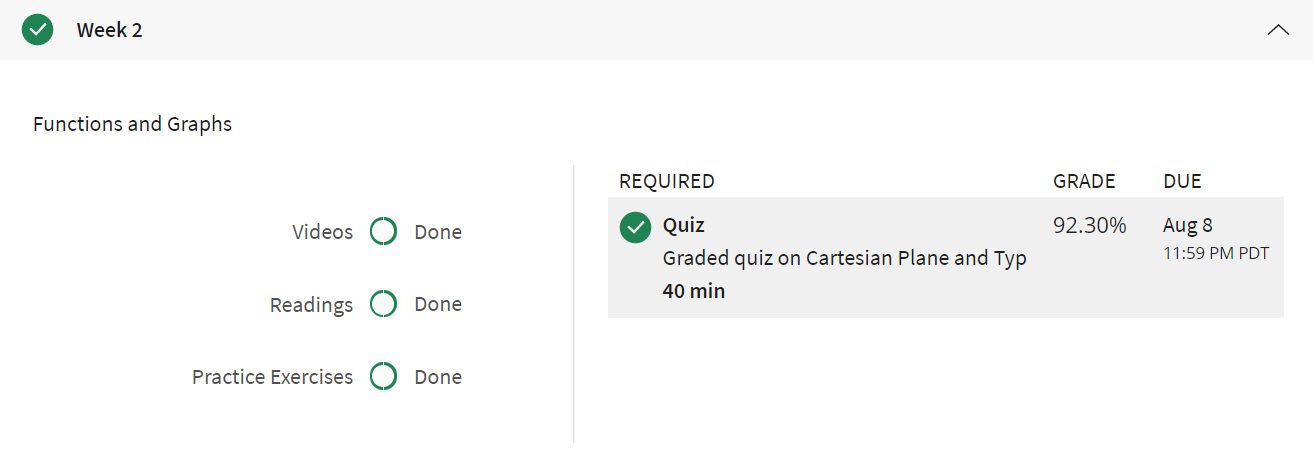 Week 2
Functions and Graphs
Videos Done
Readings Done
Practice Exercises Done
REQUIRED GRADE DUE
Quiz 92.30% Aug 8
Graded quiz on Cartesian Plane and Typ 11:59 PM PDT
40 min